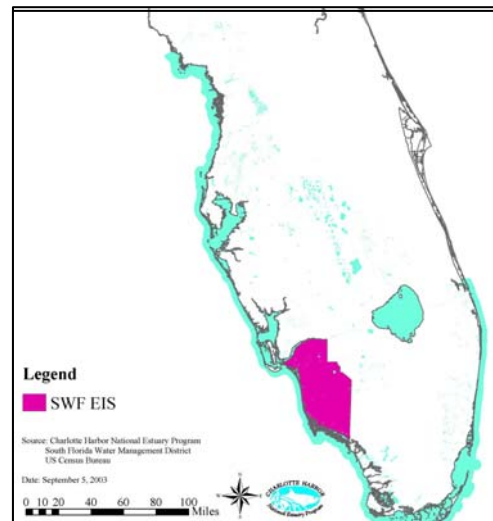 Legend
SWF EIS
Source: Charlotte Harbor National Estuary Program
South Florida Water Management District
US Census Bureau
Date: September 5, 2003
0 10 20 40 60 80 100
Miles
CHARLOTTE HARBOR
National Estuary Program